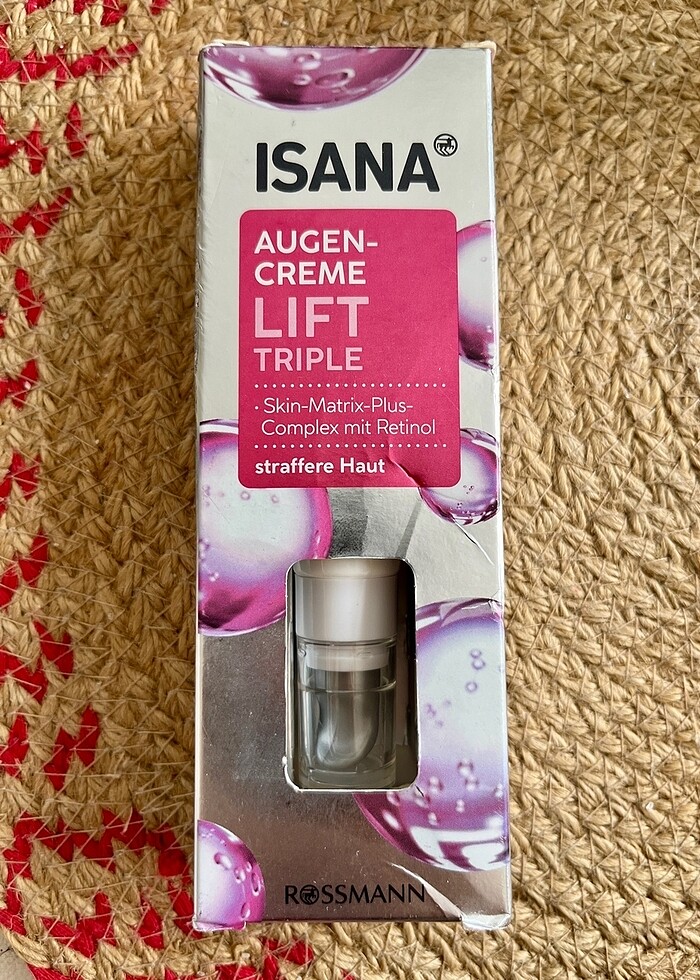 ISANA
AUGEN-
CREME
LIFT
TRIPLE
· Skin-Matrix-Plus-
Complex mit Retinol
straffere Haut
ROSSMANN